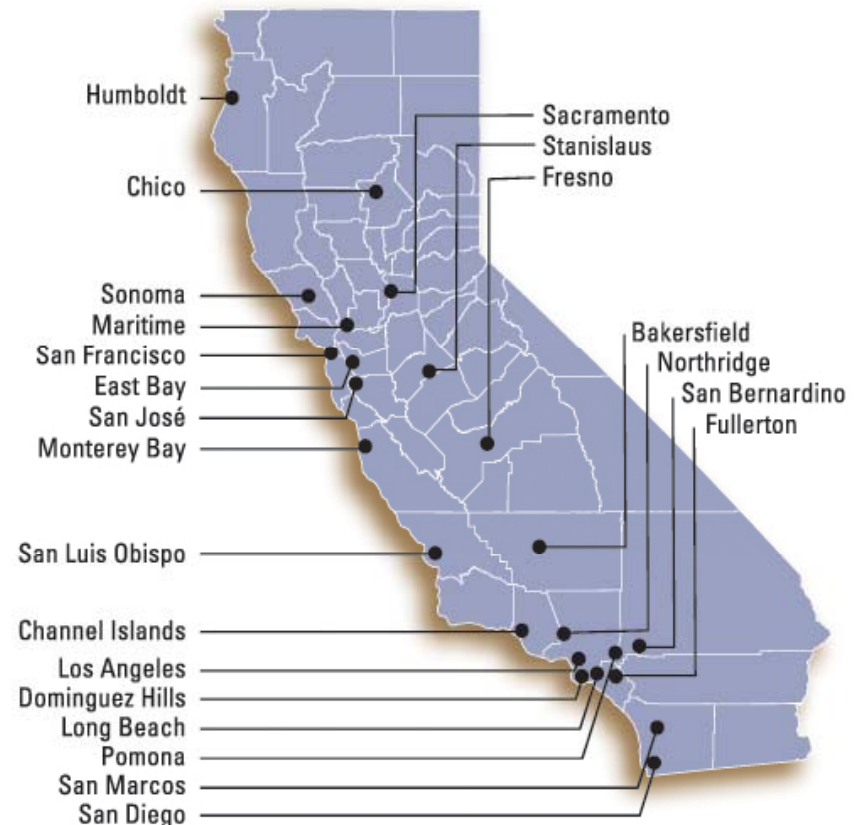 Humboldt
Chico
Sonoma
Maritime
San Francisco
East Bay
San José
Monterey Bay
San Luis Obispo
Channel Islands
Los Angeles
Dominguez Hills
Long Beach
Pomona
San Marcos
San Diego
Sacramento
Stanislaus
Fresno
Bakersfield
Northridge
San Bernardino
Fullerton